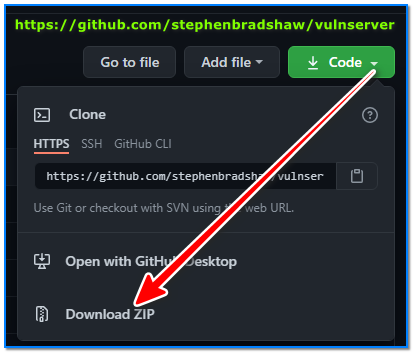 https://github.com/stephenbradshaw/vulnserver
Go to file Add file Code
Clone
HTTPS SSH GitHub CLI
https://github.com/stephenbradshaw/vulnser
Use Git or checkout with SVN using the web URL.
Open with GitHub Desktop
Download ZIP